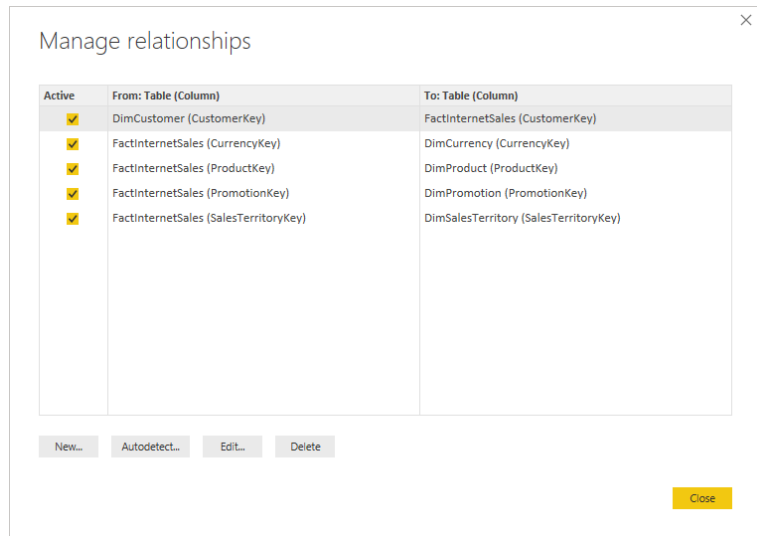 Manage relationships
Active From: Table (Column) To: Table (Column)
DimCustomer (CustomerKey) FactInternetSales (CustomerKey)
FactInternetSales (CurrencyKey) DimCurrency (CurrencyKey)
FactInternetSales (ProductKey) DimProduct (ProductKey)
FactInternetSales (PromotionKey) DimPromotion (PromotionKey)
FactInternetSales (SalesTerritoryKey) DimSalesTerritory (SalesTerritoryKey)
New... Autodetect... Edit... Delete
Close